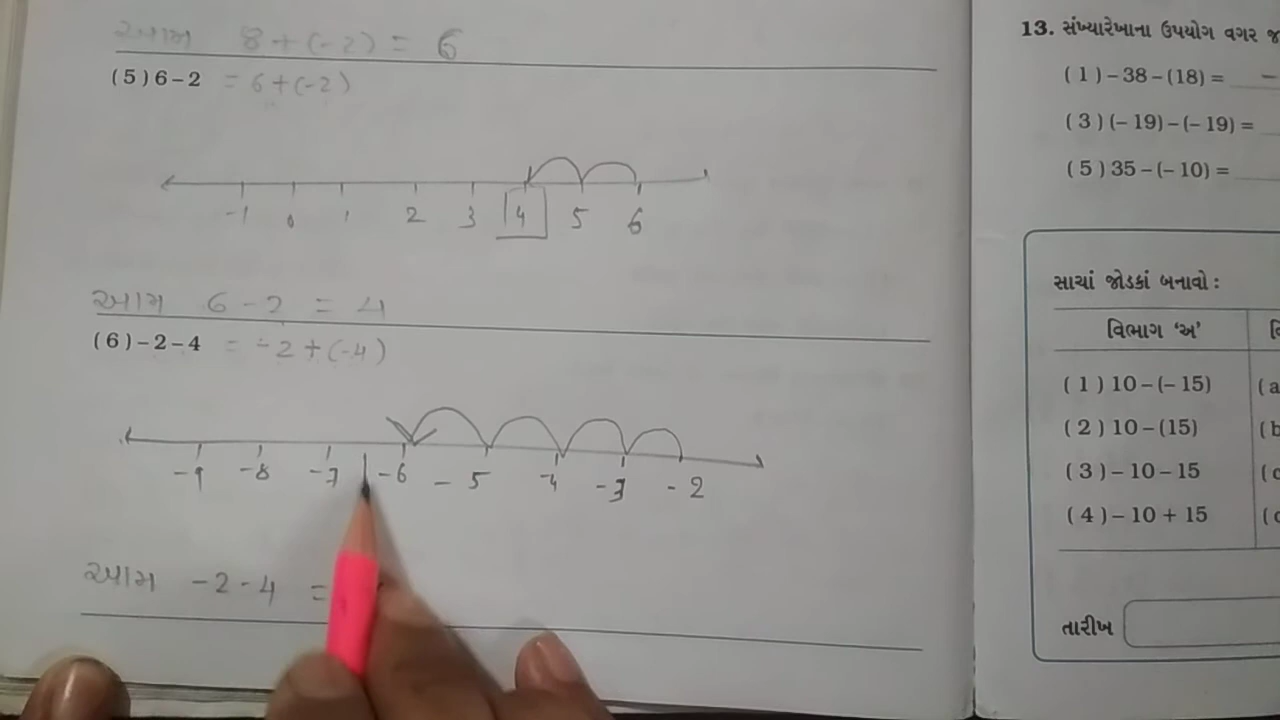 આમ 8+(-2) = 6
(5) 6-2 = 6+(-2)
-1 0 1 2 3 4 5 6
આમ 6-2 = 4
(6) -2-4 = -2+(-4)
-9 -8 -7 -6 -5 -4 -3 -2
આમ -2-4 =
13. સંખ્યારેખાના ઉપયોગ વગર
(1) -38-(18) = -
(3) (-19)-(-19) =
(5) 35-(-10) =
સાચાં જોડકાં બનાવો :
વિભાગ ‘અ’
(1) 10-(-15) (a
(2) 10-(15) (b
(3) -10-15
(4) -10+15
તારીખ